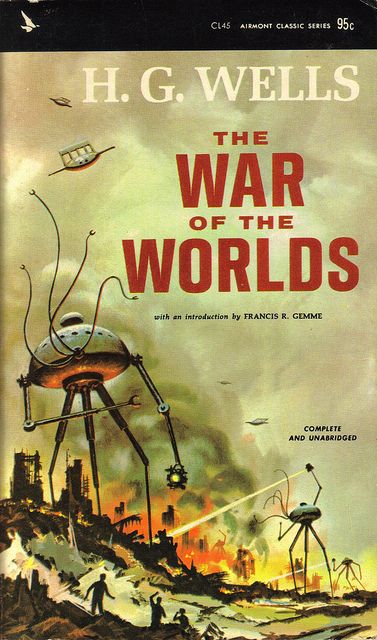 CL45 AIRMONT CLASSIC SERIES 95c
H. G. WELLS
THE
WAR
OF THE
WORLDS
with an introduction by FRANCIS R. GEMME
COMPLETE
AND UNABRIDGED